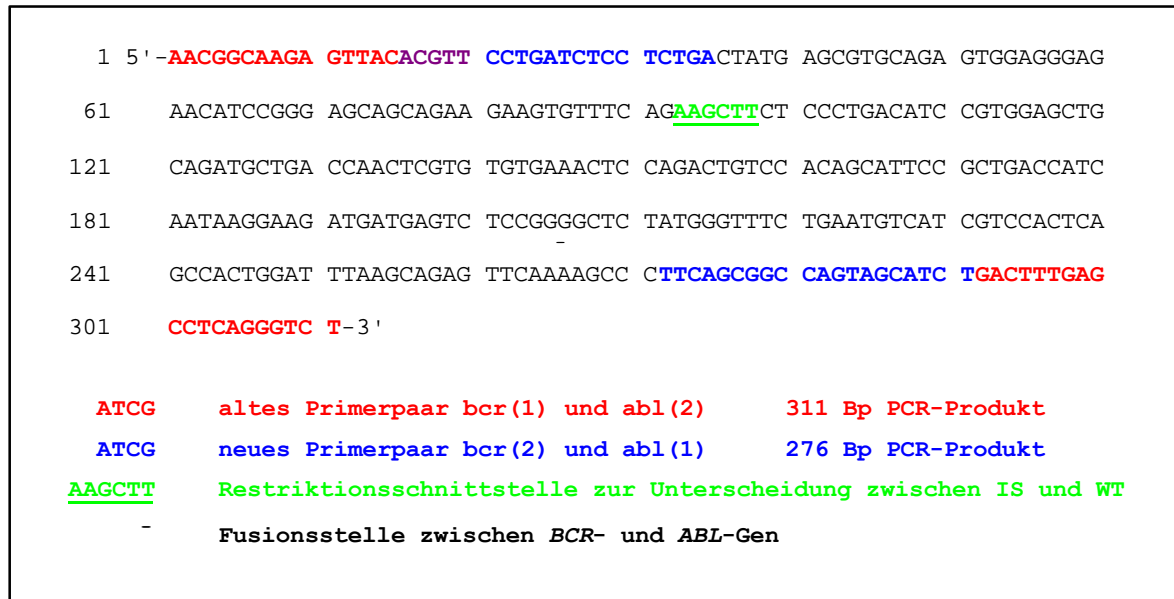 1 5'-AACGGCAAGA GTTACACGTT CCTGATCTCC TCTGACTATG AGCGTGCAGA GTGGAGGGAG
61 AACATCCGGG AGCAGCAGAA GAAGTGTTTC AGAAGCTTCT CCCTGACATC CGTGGAGCTG
121 CAGATGCTGA CCAACTCGTG TGTGAAACTC CAGACTGTCC ACAGCATTCC GCTGACCATC
181 AATAAGGAAG ATGATGAGTC TCCGGGGCTC TATGGGTTTC TGAATGTCAT CGTCCACTCA
-
241 GCCACTGGAT TTAAGCAGAG TTCAAAAGCC CTTCAGCGGC CAGTAGCATC TGACTTTGAG
301 CCTCAGGGTC T-3'
ATCG altes Primerpaar bcr(1) und abl(2) 311 Bp PCR-Produkt
ATCG neues Primerpaar bcr(2) und abl(1) 276 Bp PCR-Produkt
AAGCTT Restriktionsschnittstelle zur Unterscheidung zwischen IS und WT
- Fusionsstelle zwischen BCR- und ABL-Gen